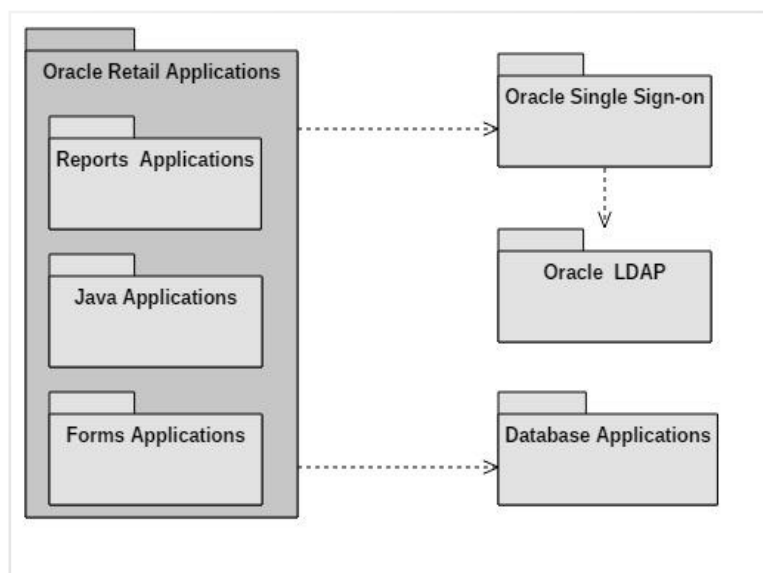 Oracle Retail Applications
Reports Applications
Java Applications
Forms Applications
Oracle Single Sign-on
Oracle LDAP
Database Applications